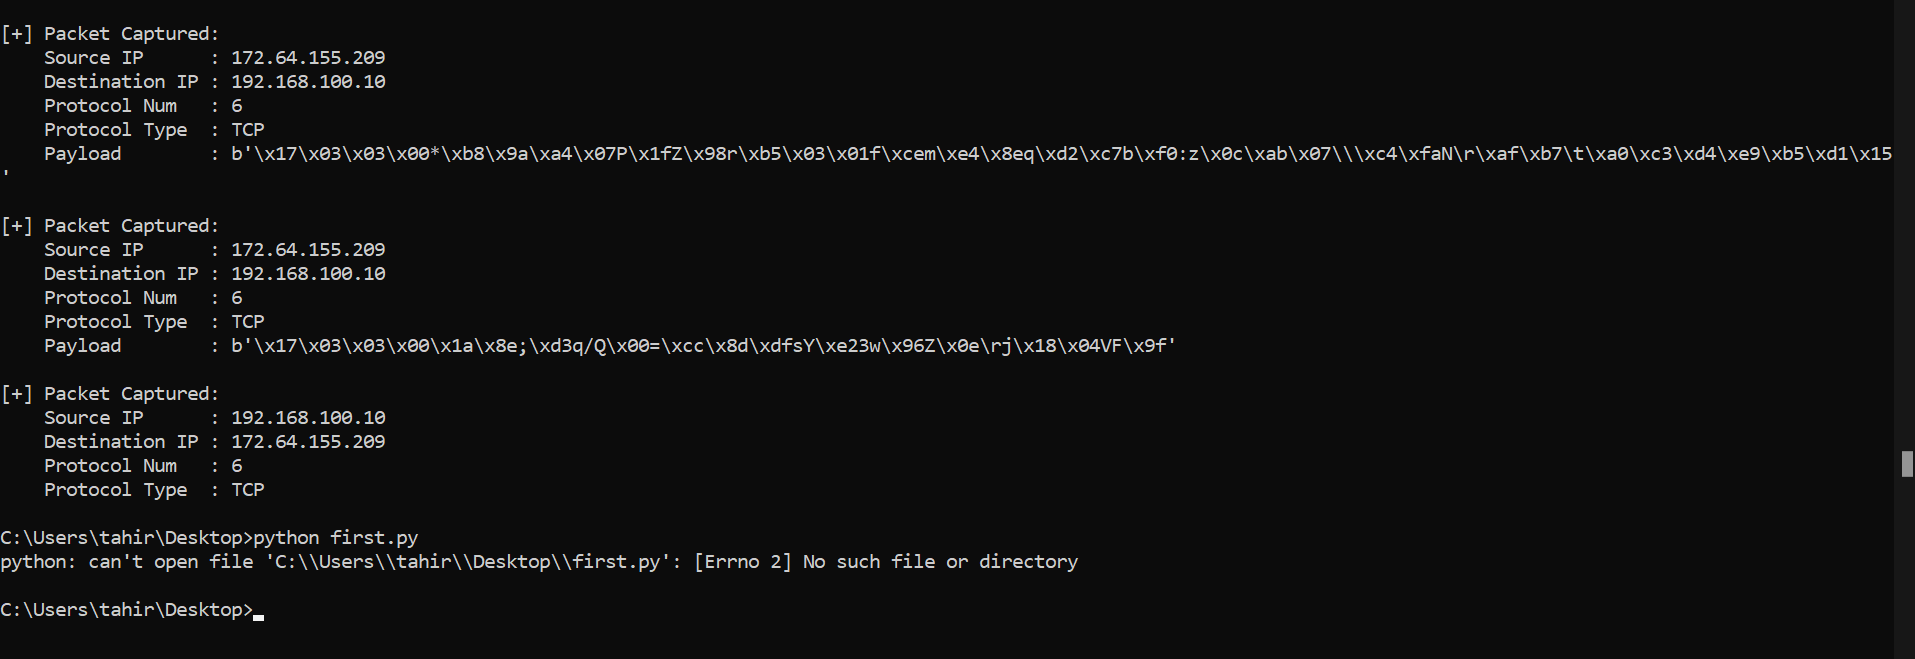 [+] Packet Captured:
    Source IP      : 172.64.155.209
    Destination IP : 192.168.100.10
    Protocol Num   : 6
    Protocol Type  : TCP
    Payload        : b'\x17\x03\x03\x00*\xb8\x9a\xa4\x07P\x1fZ\x98r\xb5\x03\x01f\xcem\xe4\x8eq\xd2\xc7b\xf0:z\x0c\xab\x07\\\xc4\xfaN\r\xaf\xb7\t\xa0\xc3\xd4\xe9\xb5\xd1\x15
'
[+] Packet Captured:
    Source IP      : 172.64.155.209
    Destination IP : 192.168.100.10
    Protocol Num   : 6
    Protocol Type  : TCP
    Payload        : b'\x17\x03\x03\x00\x1a\x8e;\xd3q/Q\x00=\xcc\x8d\xdfsY\xe23w\x96Z\x0e\rj\x18\x04VF\x9f'
[+] Packet Captured:
    Source IP      : 192.168.100.10
    Destination IP : 172.64.155.209
    Protocol Num   : 6
    Protocol Type  : TCP
C:\Users\tahir\Desktop>python first.py
python: can't open file 'C:\\Users\\tahir\\Desktop\\first.py': [Errno 2] No such file or directory
C:\Users\tahir\Desktop>